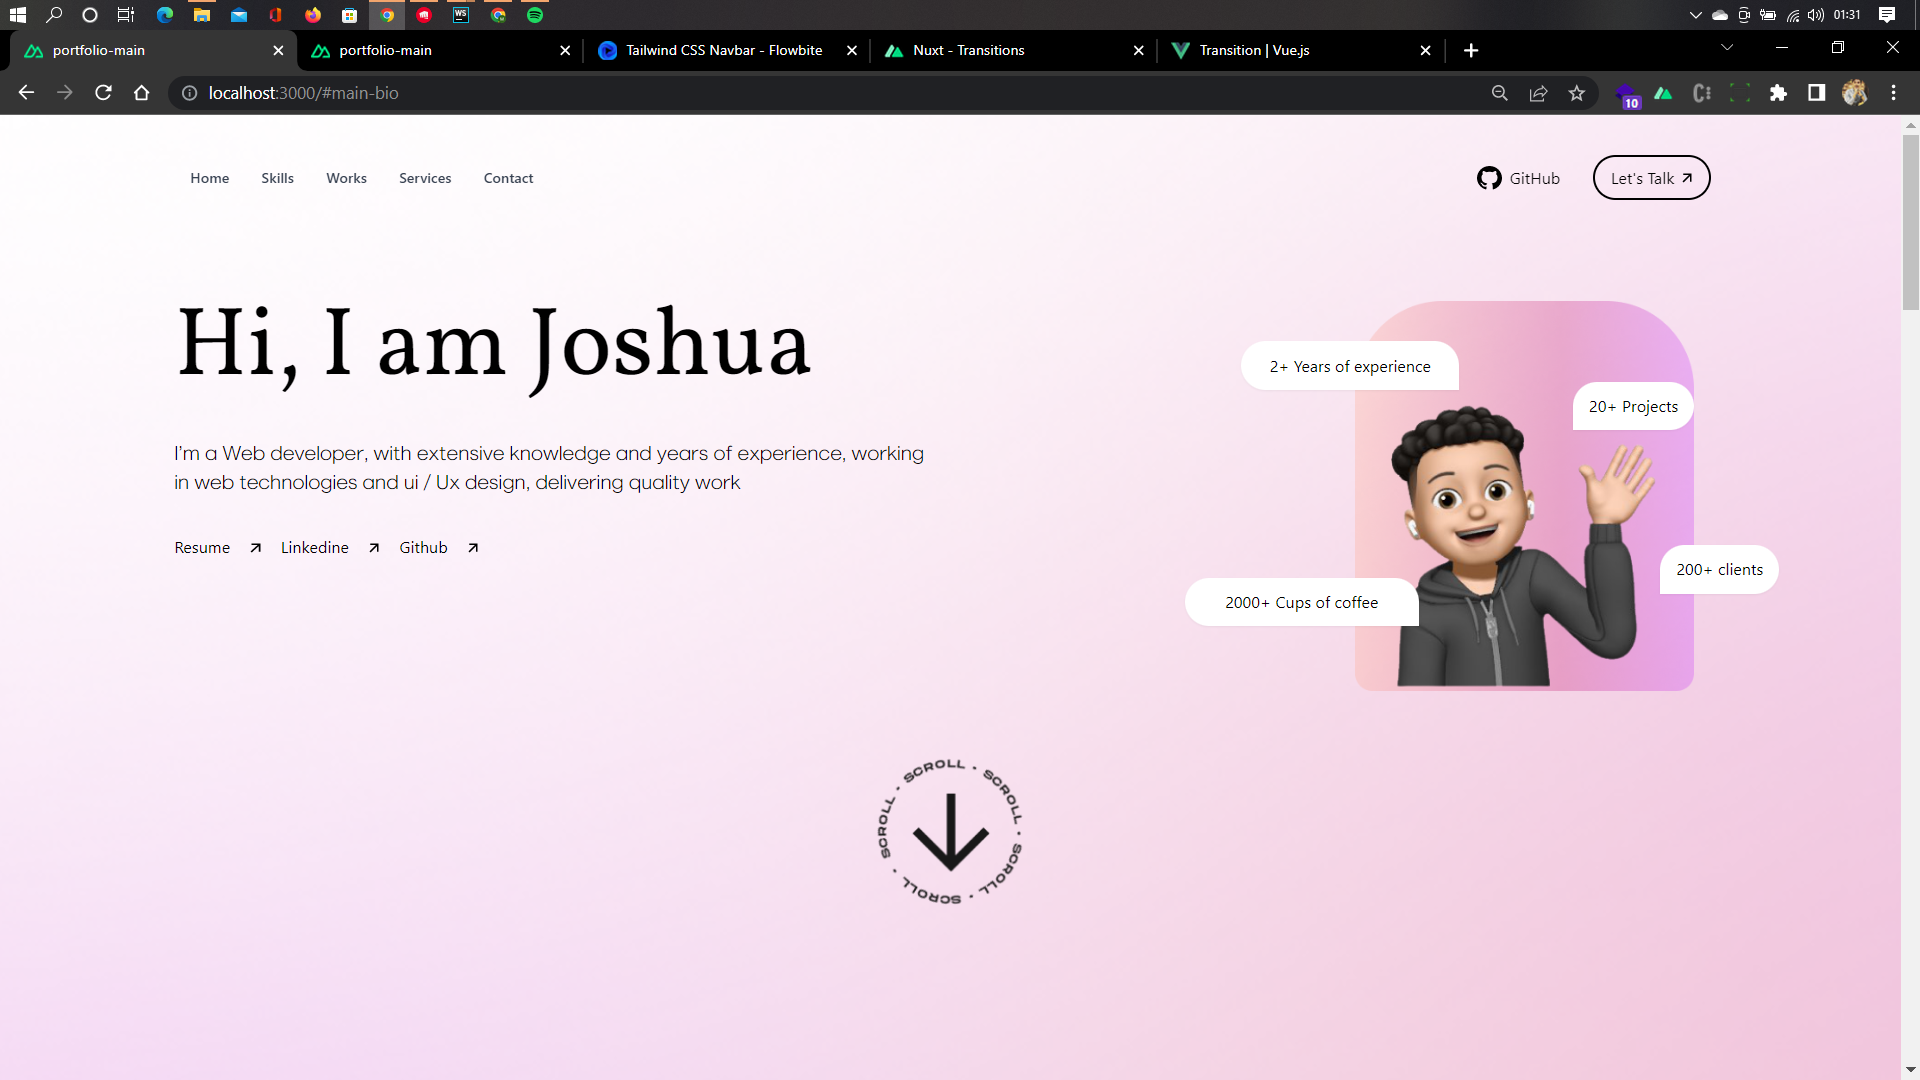 WS
01:31
portfolio-main
portfolio-main
Tailwind CSS Navbar - Flowbite
Nuxt - Transitions
Transition | Vue.js
localhost:3000/#main-bio
10
Home
Skills
Works
Services
Contact
GitHub
Let's Talk
Hi, I am Joshua
I'm a Web developer, with extensive knowledge and years of experience, working
in web technologies and ui / Ux design, delivering quality work
Resume
Linkedine
Github
2+ Years of experience
20+ Projects
200+ clients
2000+ Cups of coffee
SCROLL • SCROLL • SCROLL • SCROLL • SCROLL • SCROLL •